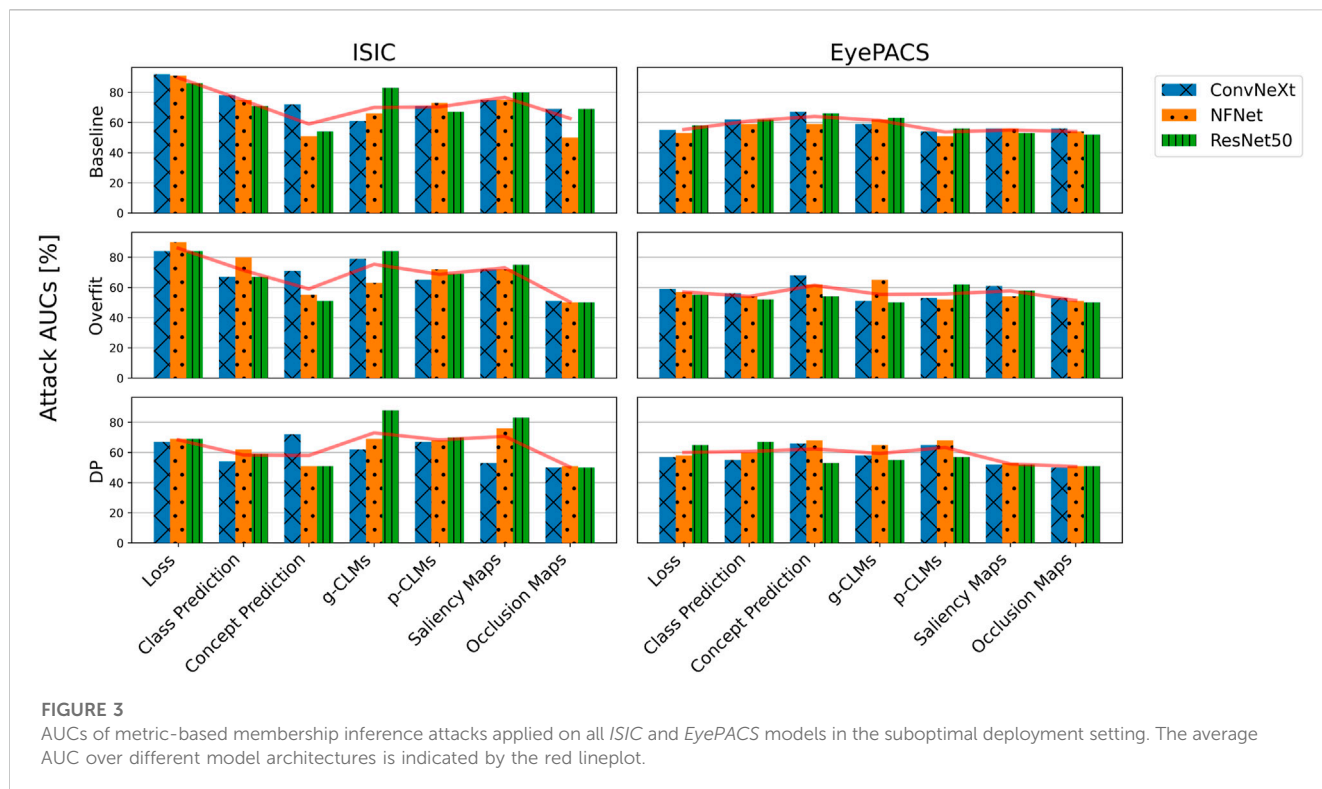 ISIC
EyePACS
ConvNeXt
NFNet
ResNet50
Attack AUCs [%]
Baseline
80
60
40
20
0
Overfit
80
60
40
20
0
DP
80
60
40
20
0
Loss
Class Prediction
Concept Prediction
g-CLMs
p-CLMs
Saliency Maps
Occlusion Maps
Loss
Class Prediction
Concept Prediction
g-CLMs
p-CLMs
Saliency Maps
Occlusion Maps
FIGURE 3
AUCs of metric-based membership inference attacks applied on all ISIC and EyePACS models in the suboptimal deployment setting. The average
AUC over different model architectures is indicated by the red lineplot.